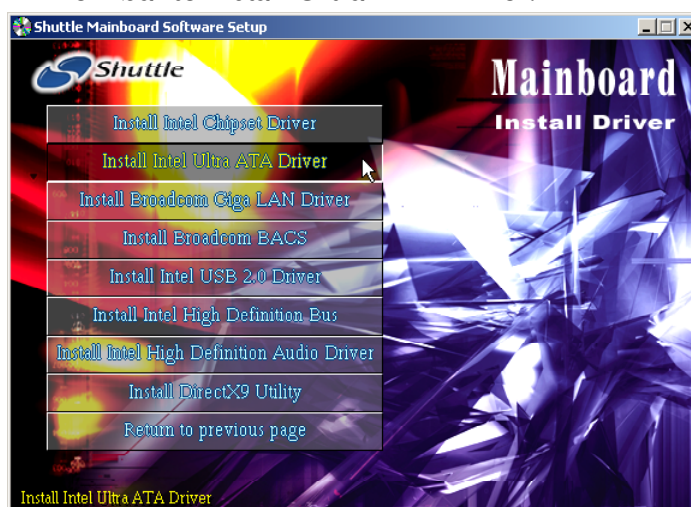 Shuttle Mainboard Software Setup
Shuttle
Mainboard
Install Driver
Install Intel Chipset Driver
Install Intel Ultra ATA Driver
Install Broadcom Giga LAN Driver
Install Broadcom BACS
Install Intel USB 2.0 Driver
Install Intel High Definition Bus
Install Intel High Definition Audio Driver
Install DirectX9 Utility
Return to previous page
Install Intel Ultra ATA Driver